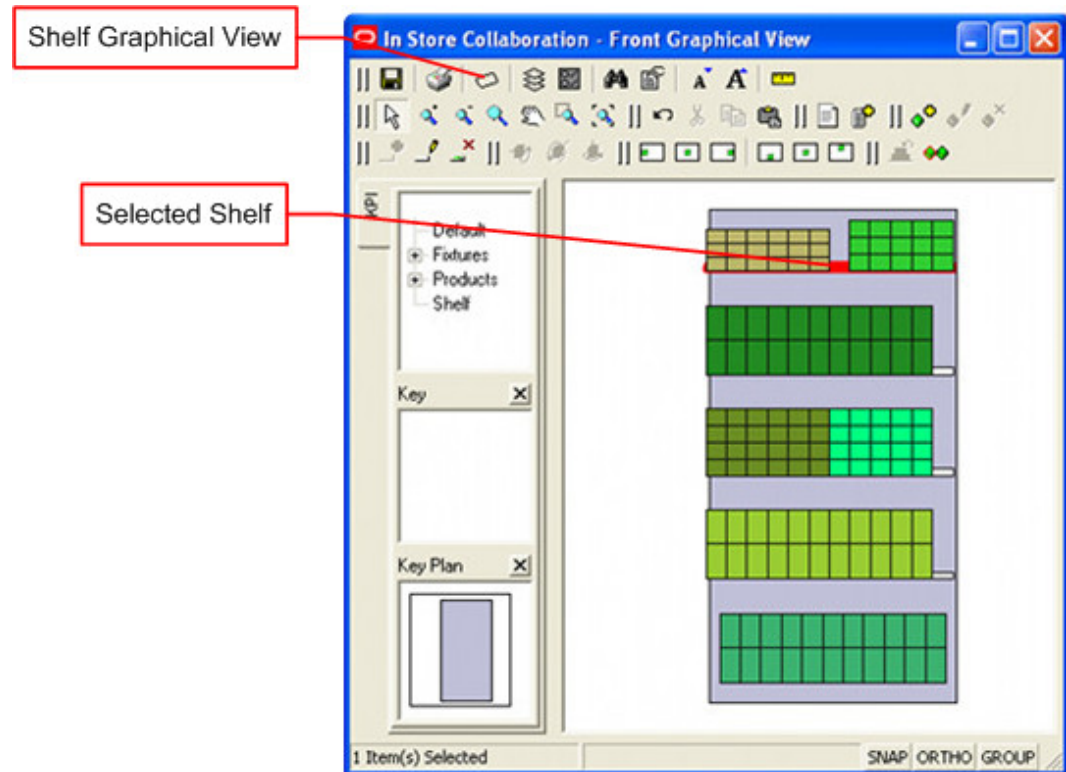 Shelf Graphical View
In Store Collaboration - Front Graphical View
A A
Selected Shelf
KPI
Default
Fixtures
Products
Shelf
Key
Key Plan
1 Item(s) Selected
SNAP ORTHO GROUP